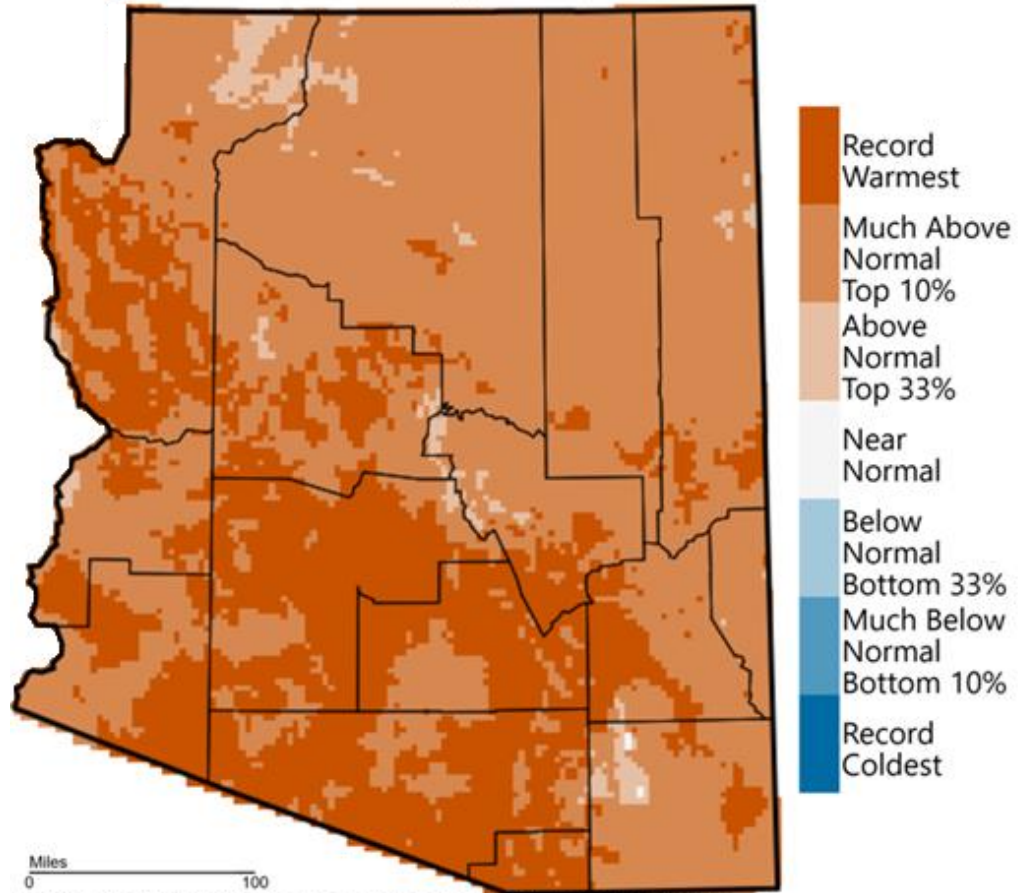 Record
Warmest
Much Above
Normal
Top 10%
Above
Normal
Top 33%
Near
Normal
Below
Normal
Bottom 33%
Much Below
Normal
Bottom 10%
Record
Coldest
Miles
0 100